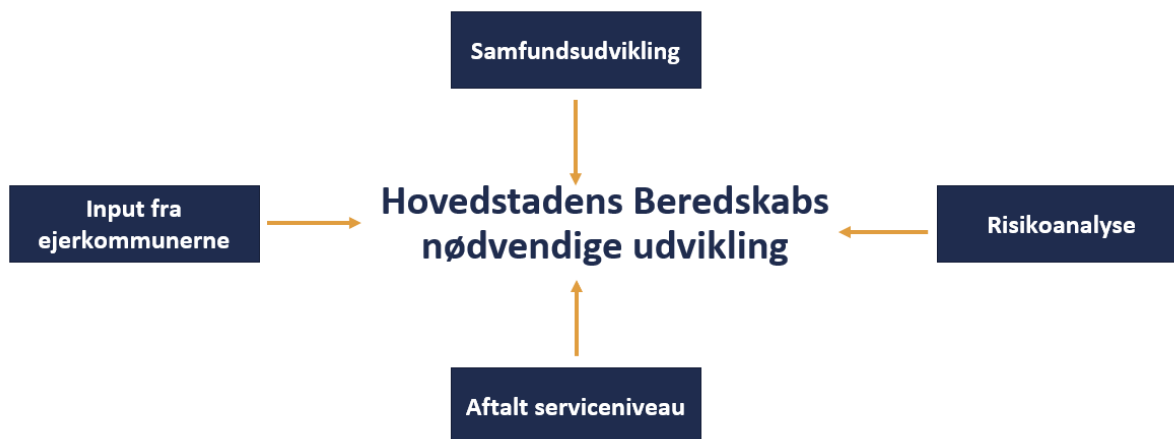 Samfundsudvikling
Input fra
ejerkommunerne
Hovedstadens Beredskabs
nødvendige udvikling
Risikoanalyse
Aftalt serviceniveau